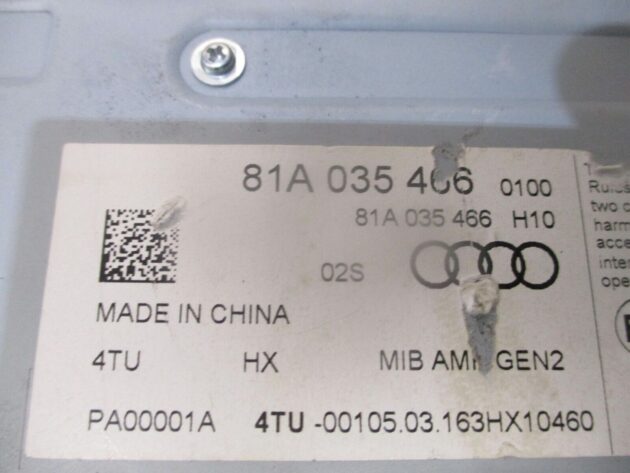 81A 035 466 0100
81A 035 466 H10
02S
MADE IN CHINA
4TU HX MIB AMP GEN2
PA00001A 4TU -00105.03.163HX10460
two